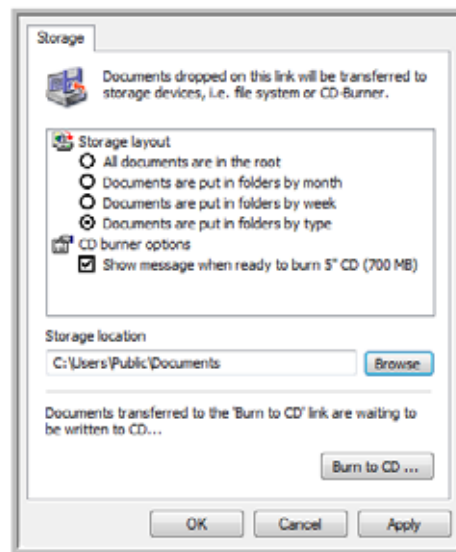 Storage
Documents dropped on this link will be transferred to
storage devices, i.e. file system or CD-Burner.
Storage layout
All documents are in the root
Documents are put in folders by month
Documents are put in folders by week
Documents are put in folders by type
CD burner options
Show message when ready to burn 5" CD (700 MB)
Storage location
C:\Users\Public\Documents
Browse
Documents transferred to the 'Burn to CD' link are waiting to
be written to CD...
Burn to CD ...
OK
Cancel
Apply